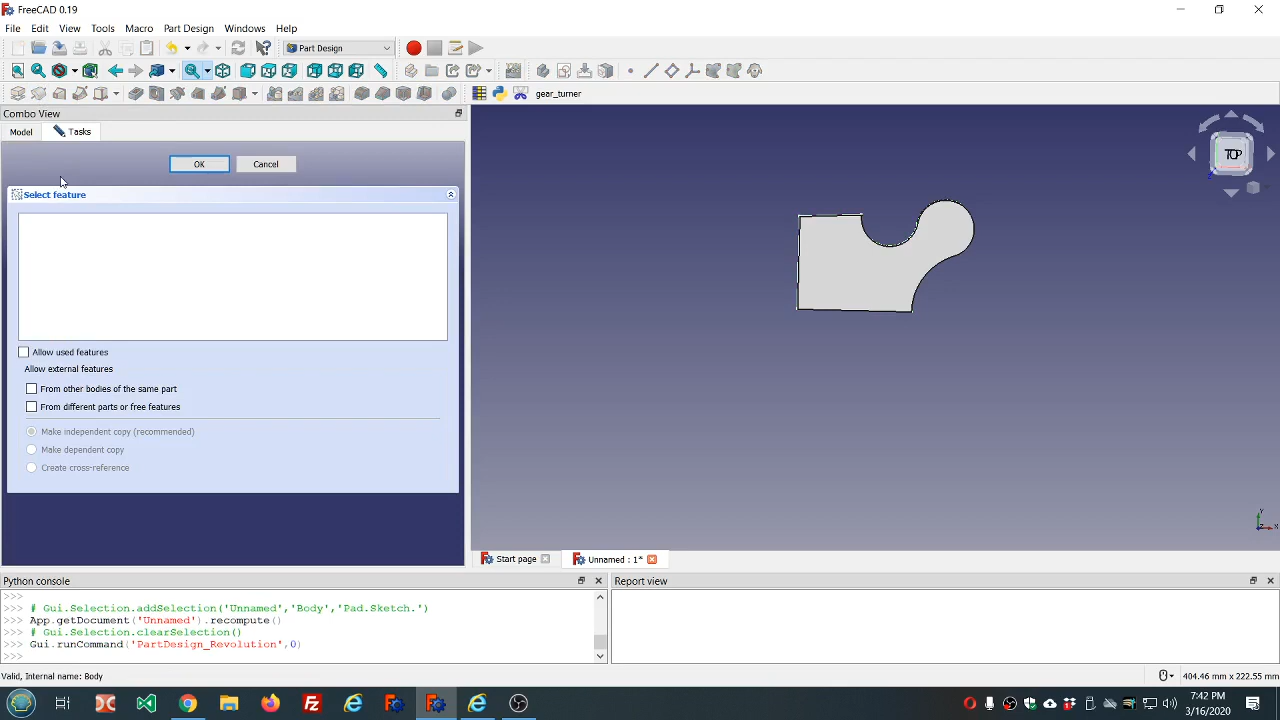 FreeCAD 0.19
File Edit View Tools Macro Part Design Windows Help
Part Design
gear_turner
Combo View
Model Tasks
OK Cancel
Select feature
Allow used features
Allow external features
From other bodies of the same part
From different parts or free features
Make independent copy (recommended)
Make dependent copy
Create cross-reference
TOP
Y
X
Start page Unnamed : 1*
Python console
>>>
>>> # Gui.Selection.addSelection('Unnamed','Body','Pad.Sketch.')
>>> App.getDocument('Unnamed').recompute()
>>> # Gui.Selection.clearSelection()
>>> Gui.runCommand('PartDesign_Revolution',0)
>>>
Report view
Valid, Internal name: Body
404.46 mm x 222.55 mm
7:42 PM
3/16/2020